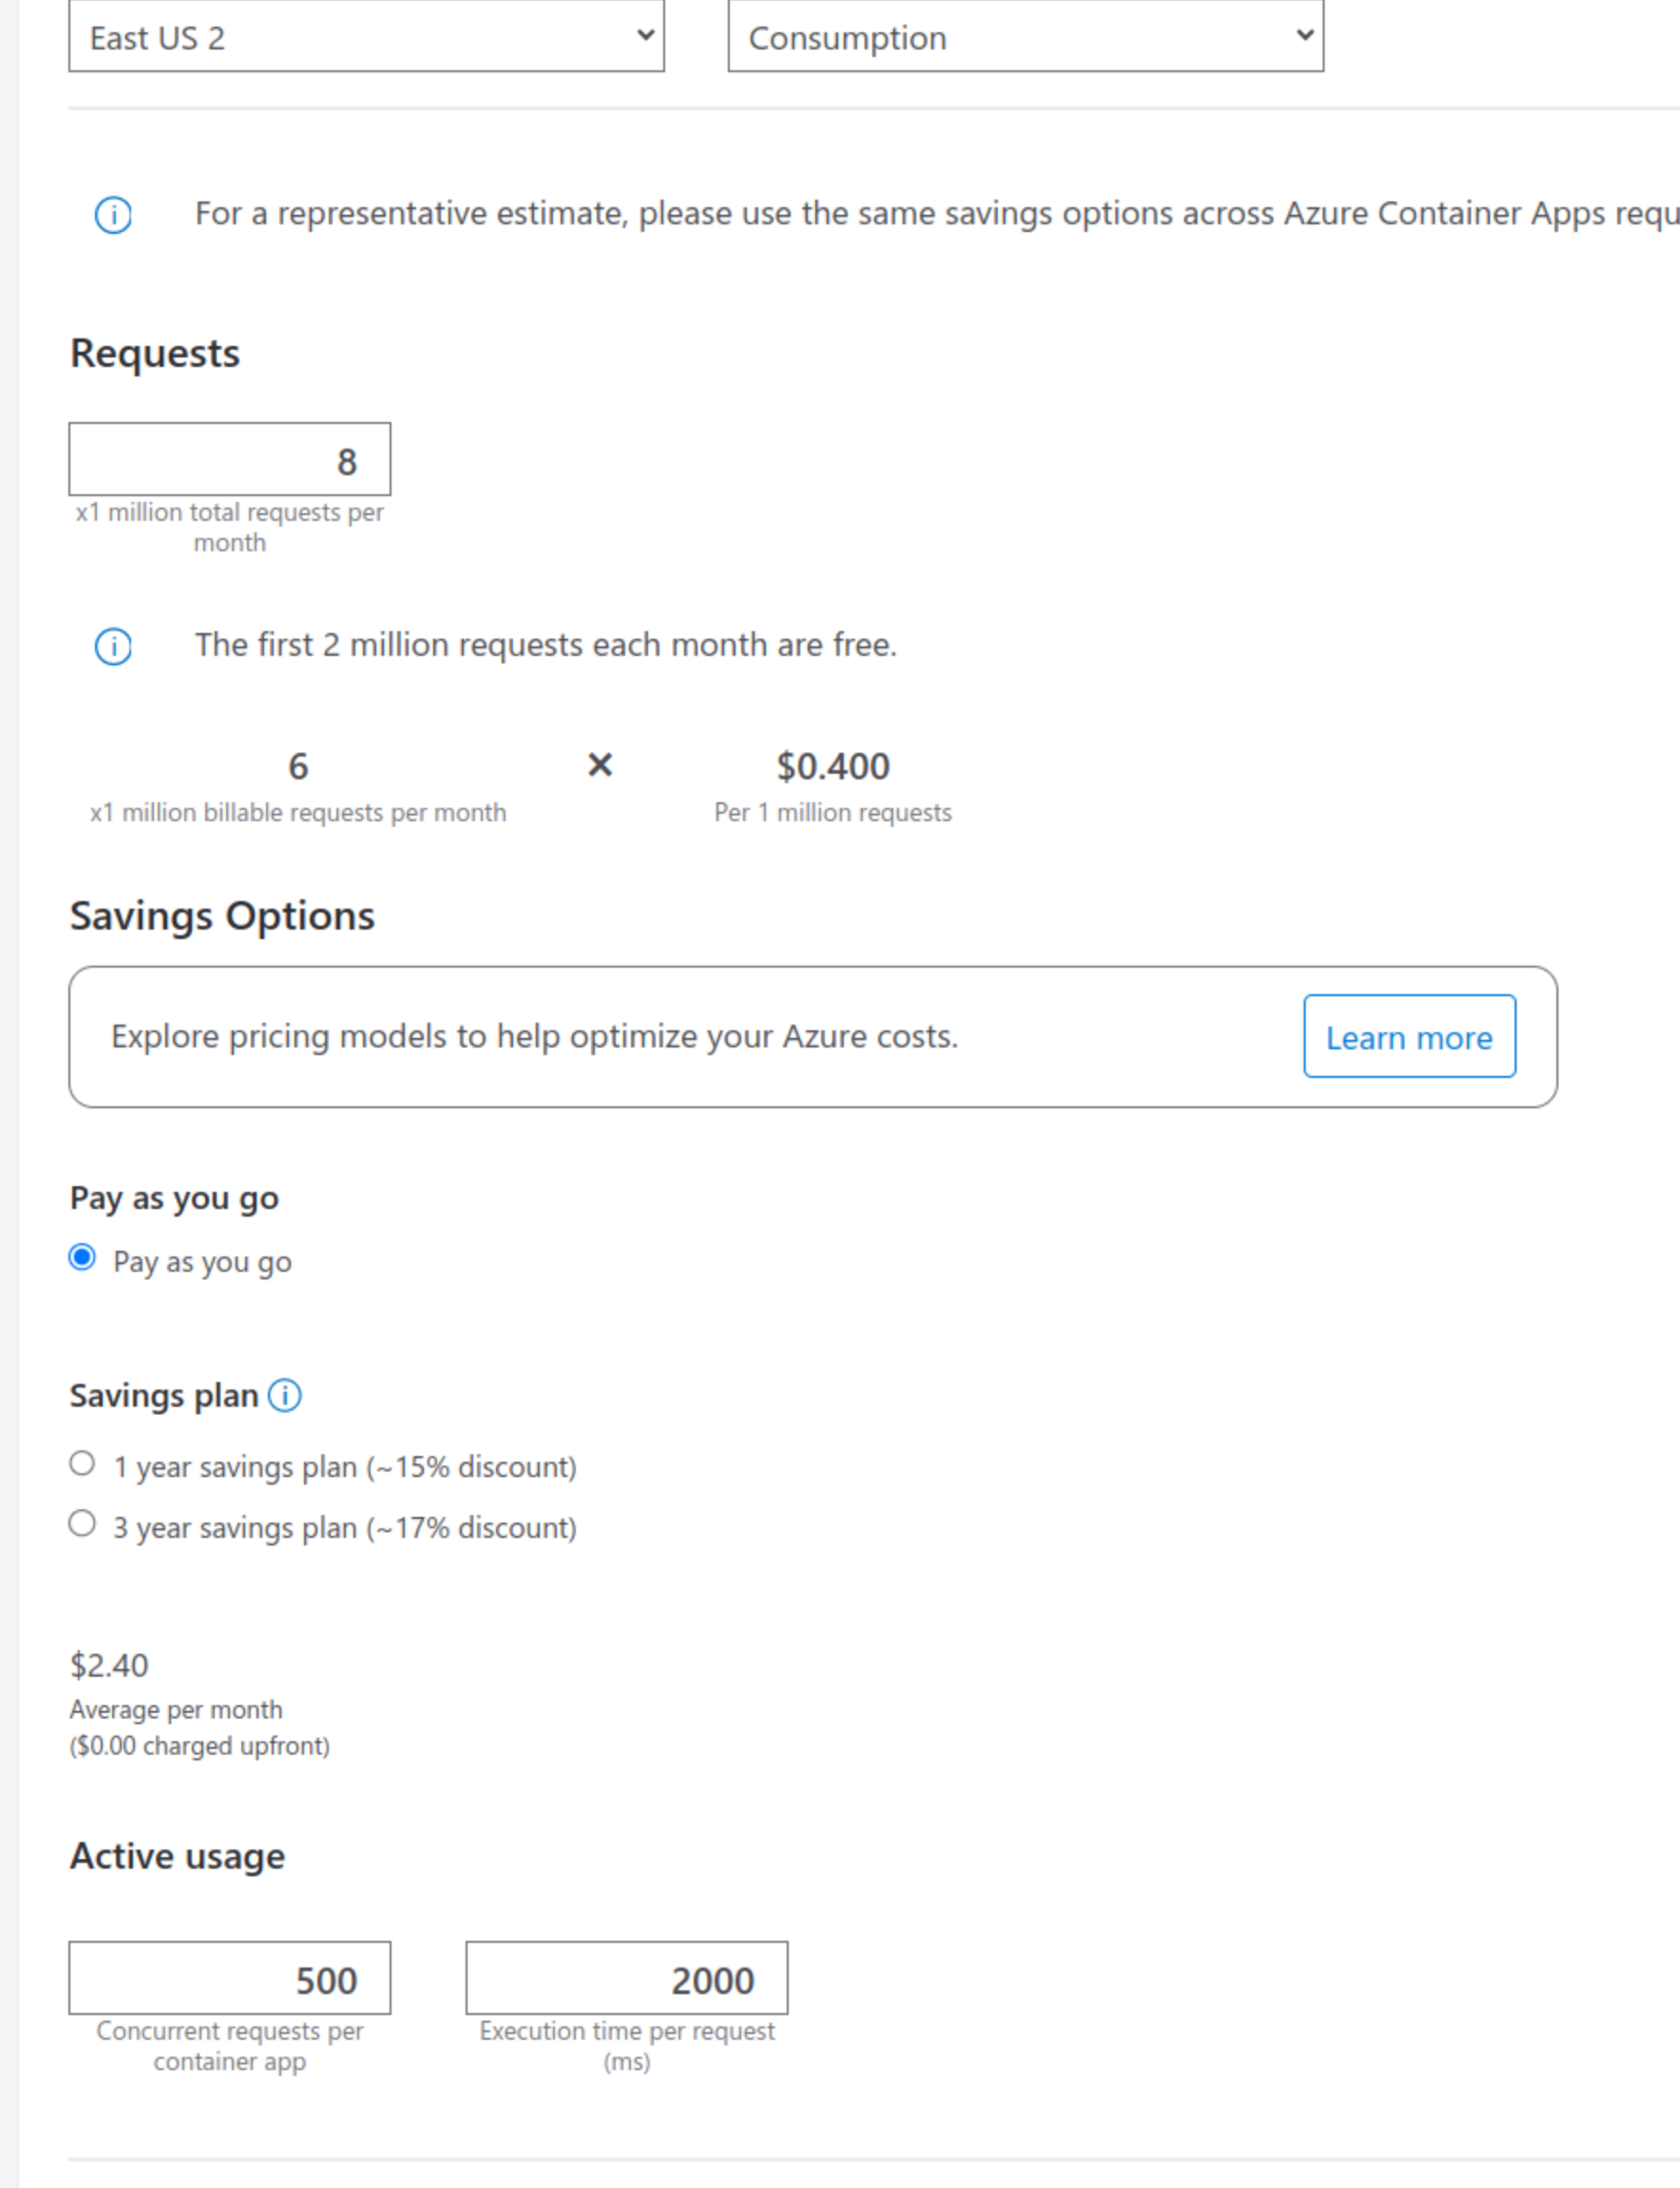 East US 2
Consumption
For a representative estimate, please use the same savings options across Azure Container Apps requ
Requests
8
x1 million total requests per
month
The first 2 million requests each month are free.
6 × $0.400
x1 million billable requests per month Per 1 million requests
Savings Options
Explore pricing models to help optimize your Azure costs. Learn more
Pay as you go
Pay as you go
Savings plan
1 year savings plan (~15% discount)
3 year savings plan (~17% discount)
$2.40
Average per month
($0.00 charged upfront)
Active usage
500 2000
Concurrent requests per
container app
Execution time per request
(ms)